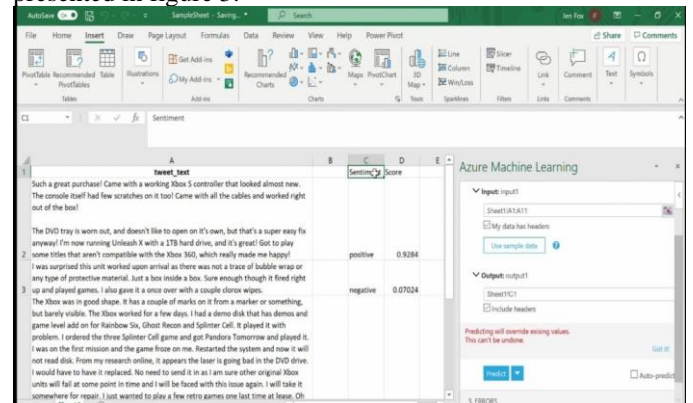 presented in figure 5.
AutoSave On SampleSheet - Saving... Search Jen Fox
File Home Insert Draw Page Layout Formulas Data Review View Help Power Pivot Share Comments
PivotTable Recommended PivotTables Table Illustrations Get Add-ins My Add-ins Recommended Charts Maps PivotChart 3D Map Line Column Win/Loss Slicer Timeline Link Comment Text Symbols
Tables Add-ins Charts Tours Sparklines Filters Links Comments
C1 fx Sentiment
A B C D E
1 tweet_text Sentiment Score
Such a great purchase! Came with a working Xbox S controller that looked almost new.
The console itself had few scratches on it too! Came with all the cables and worked right
out of the box!
The DVD tray is worn out, and doesn't like to open on it's own, but that's a super easy fix
anyway! I'm now running Unleash X with a 1TB hard drive, and it's great! Got to play
2 some titles that aren't compatible with the Xbox 360, which really made me happy! positive 0.9284
I was surprised this unit worked upon arrival as there was not a trace of bubble wrap or
any type of protective material. Just a box inside a box. Sure enough though it fired right
3 up and played games. I also gave it a once over with a couple clorox wipes. negative 0.07024
The Xbox was in good shape. It has a couple of marks on it from a marker or something,
but barely visible. The Xbox worked for a few days. I had a demo disk that has demos and
game level add on for Rainbow Six, Ghost Recon and Splinter Cell. It played it with
problem. I ordered the three Splinter Cell game and got Pandora Tomorrow and played it.
I was on the first mission and the game froze on me. Restarted the system and now it will
not read disk. From my research online, it appears the laser is going bad in the DVD drive.
I would have to have it replaced. No need to send it in as I am sure other original Xbox
units will fail at some point in time and I will be faced with this issue again. I will take it
somewhere for repair. I just wanted to play a few retro games one last time at lease. Oh
Azure Machine Learning
Input: input1
Sheet1!A1:A11
My data has headers
Use sample data
Output: output1
Sheet1!C1
Include headers
Predicting will override exising values.
This can't be undone.
Got it!
Predict Auto-predict
5. ERRORS